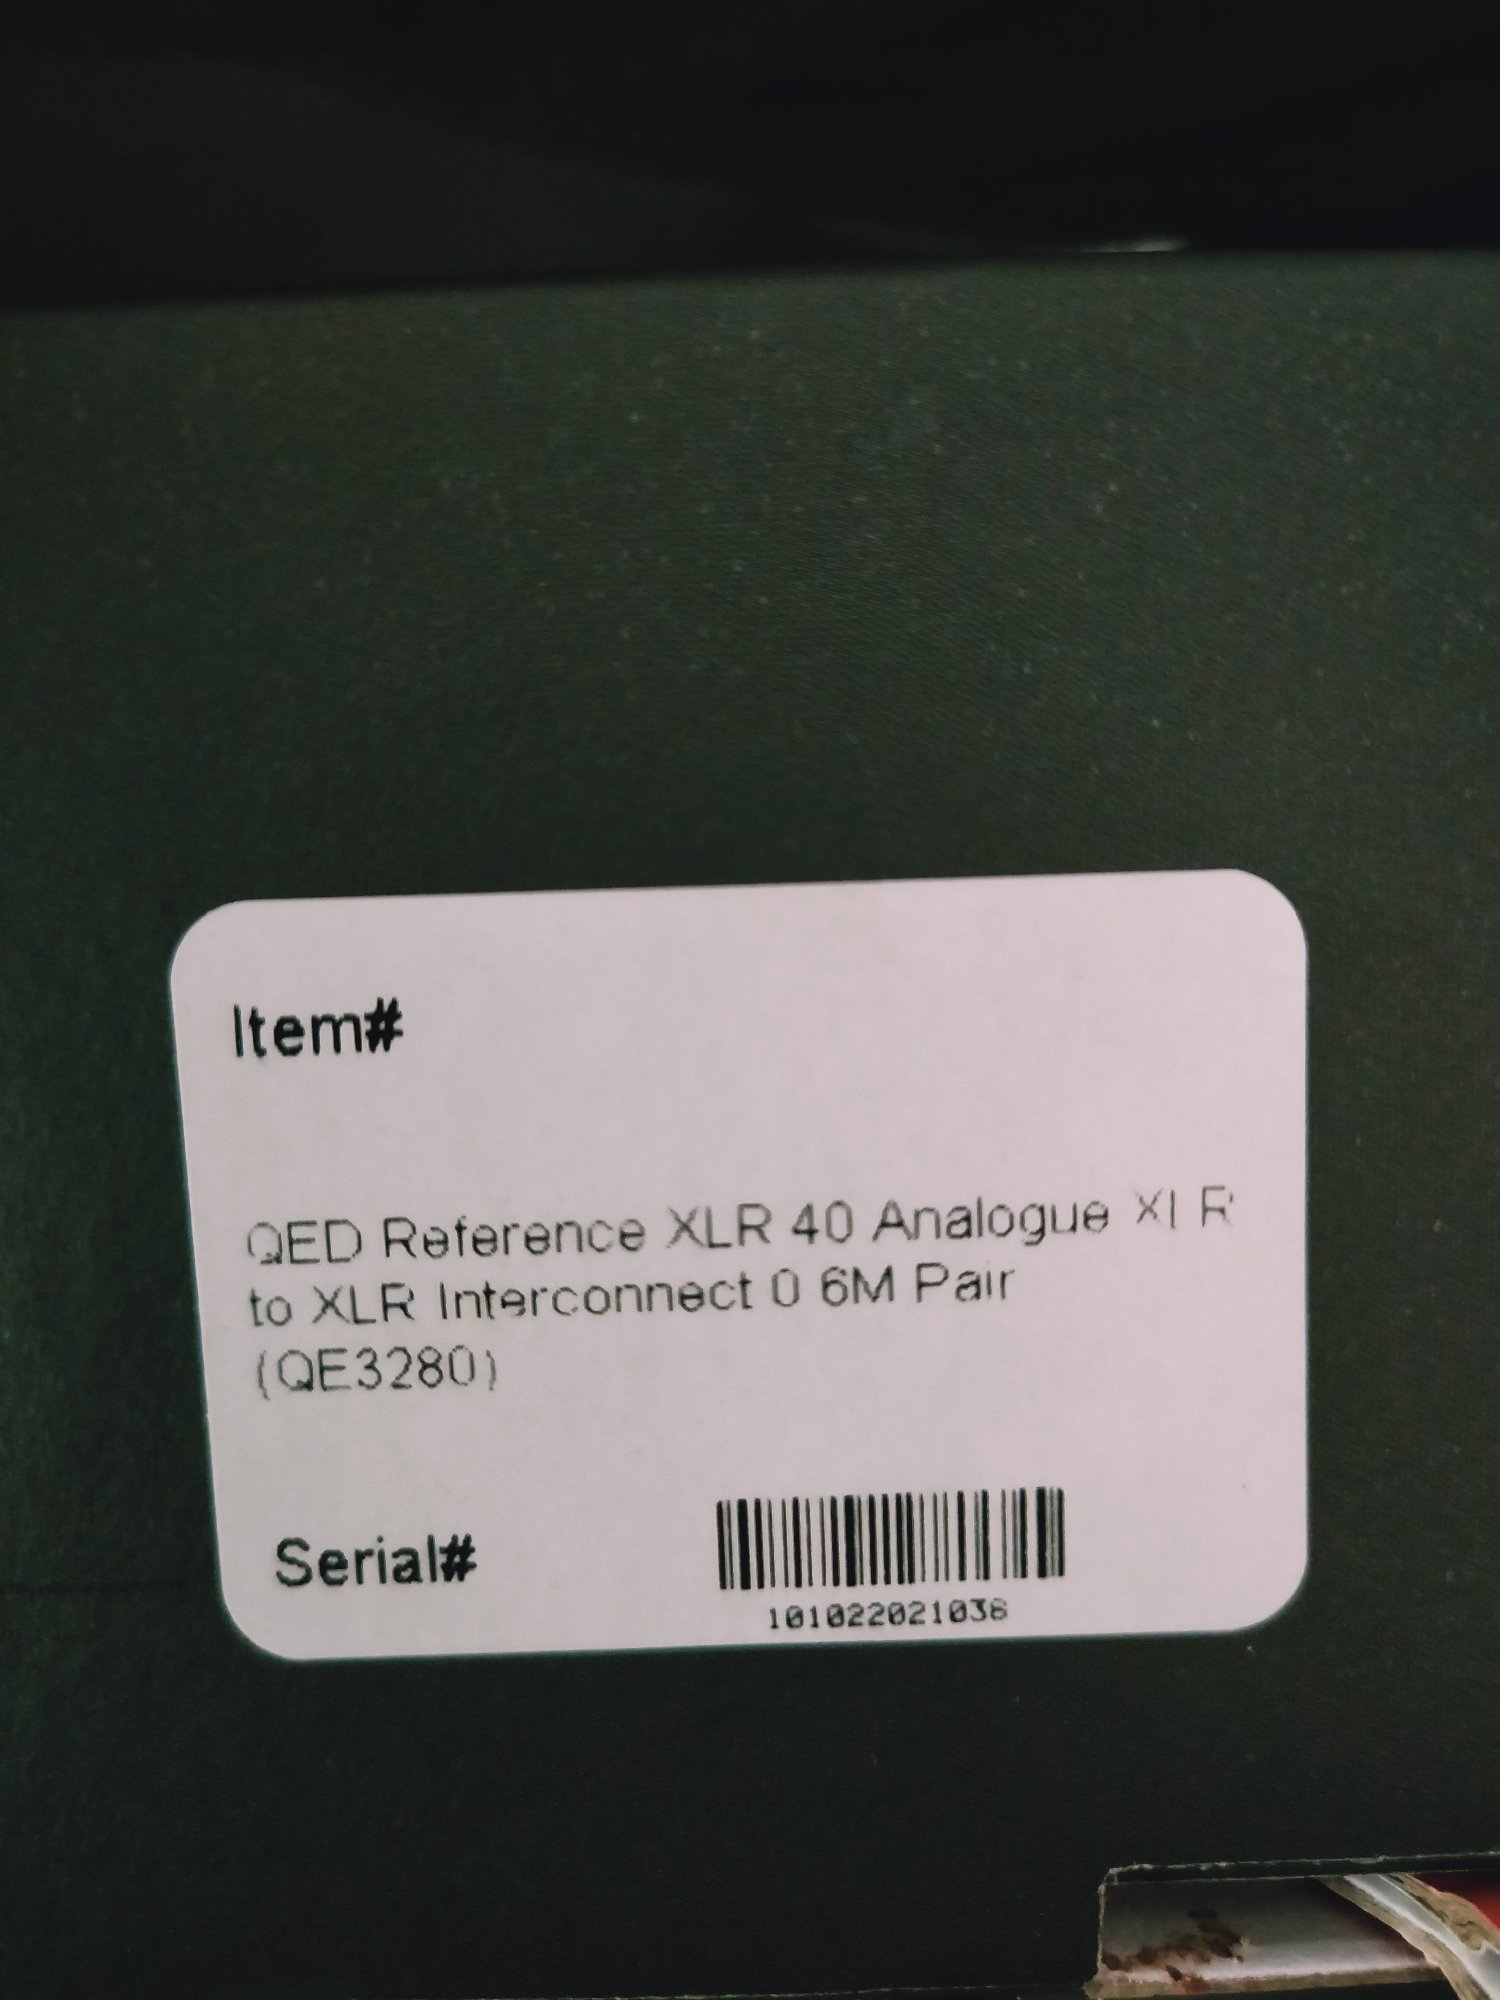 Item#
QED Reference XLR 40 Analogue XLR
to XLR Interconnect 0 6M Pair
(QE3280)
Serial#
101022021036